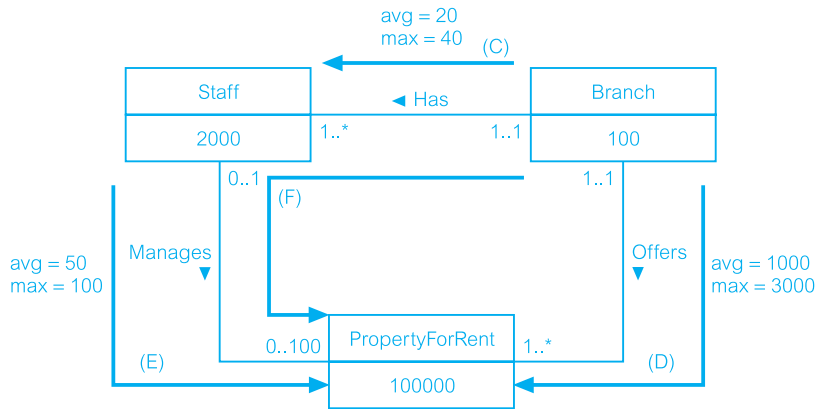 avg = 20
max = 40
(C)
Staff
◄ Has
Branch
2000
1..*
1..1
100
0..1
(F)
1..1
Manages
▼
Offers
▼
avg = 50
max = 100
avg = 1000
max = 3000
PropertyForRent
0..100
1..*
(E)
100000
(D)